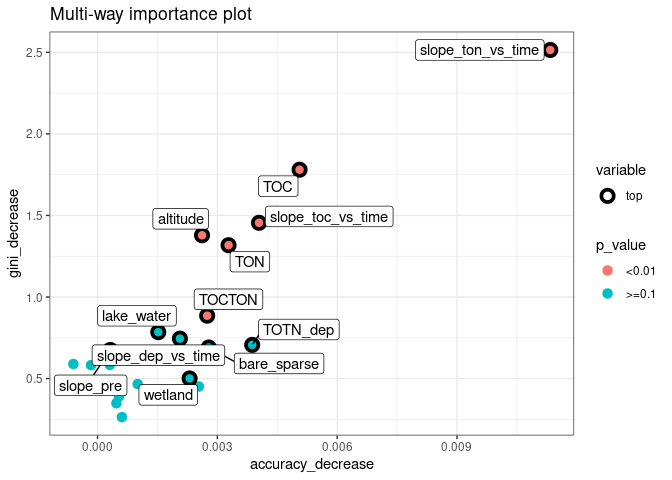 Multi-way importance plot
2.5
2.0
1.5
1.0
0.5
gini_decrease
slope_ton_vs_time
TOC
slope_toc_vs_time
altitude
TON
TOCTON
lake_water
TOTN_dep
slope_dep_vs_time
bare_sparse
slope_pre
wetland
0.000
0.003
0.006
0.009
accuracy_decrease
variable
top
p_value
<0.01
>=0.1